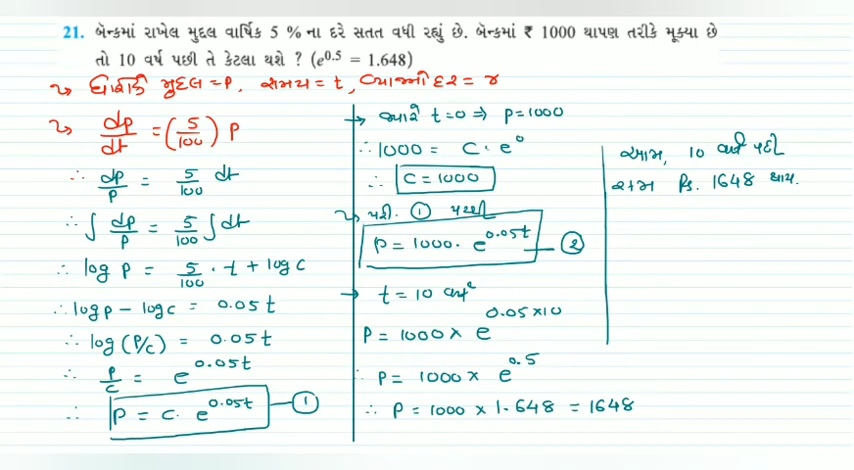 21. બૅન્કમાં રાખેલ મુદ્દલ વાર્ષિક 5 % ના દરે સતત વધી રહ્યું છે. બૅન્કમાં ₹ 1000 થાપણ તરીકે મૂક્યા છે
તો 10 વર્ષ પછી તે કેટલા થશે ? (e^0.5 = 1.648)
ધારોકે મુદ્દલ = P, સમય = t, વ્યાજનો દર = r
dp/dt = (5/100) P
∴ dp/p = 5/100 dt
∴ ∫ dp/p = 5/100 ∫ dt
∴ log P = 5/100 · t + log c
∴ log p – log c = 0.05 t
∴ log (P/c) = 0.05 t
∴ p/c = e^0.05t
∴ P = c · e^0.05t — ①
→ જ્યારે t = 0 ⇒ P = 1000
∴ 1000 = C · e^0
∴ C = 1000
પરી. ① પરથી
P = 1000 · e^0.05t — ②
→ t = 10 વર્ષ
P = 1000 × e^0.05×10
∴ P = 1000 × e^0.5
∴ P = 1000 × 1.648 = 1648
આમ, 10 વર્ષ પછી
રકમ Rs. 1648 થાય.